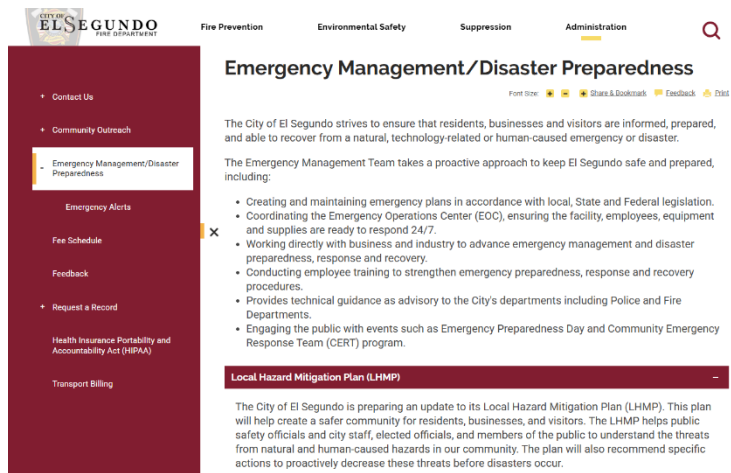 CITY OF
EL SEGUNDO
FIRE DEPARTMENT
Fire Prevention
Environmental Safety
Suppression
Administration
+ Contact Us
+ Community Outreach
- Emergency Management/Disaster
Preparedness
Emergency Alerts
Fee Schedule
Feedback
+ Request a Record
Health Insurance Portability and
Accountability Act (HIPAA)
Transport Billing
Emergency Management/Disaster Preparedness
Font Size: + - + Share & Bookmark Feedback Print
The City of El Segundo strives to ensure that residents, businesses and visitors are informed, prepared,
and able to recover from a natural, technology-related or human-caused emergency or disaster.
The Emergency Management Team takes a proactive approach to keep El Segundo safe and prepared,
including:
• Creating and maintaining emergency plans in accordance with local, State and Federal legislation.
• Coordinating the Emergency Operations Center (EOC), ensuring the facility, employees, equipment
and supplies are ready to respond 24/7.
• Working directly with business and industry to advance emergency management and disaster
preparedness, response and recovery.
• Conducting employee training to strengthen emergency preparedness, response and recovery
procedures.
• Provides technical guidance as advisory to the City's departments including Police and Fire
Departments.
• Engaging the public with events such as Emergency Preparedness Day and Community Emergency
Response Team (CERT) program.
Local Hazard Mitigation Plan (LHMP) –
The City of El Segundo is preparing an update to its Local Hazard Mitigation Plan (LHMP). This plan
will help create a safer community for residents, businesses, and visitors. The LHMP helps public
safety officials and city staff, elected officials, and members of the public to understand the threats
from natural and human-caused hazards in our community. The plan will also recommend specific
actions to proactively decrease these threats before disasters occur.